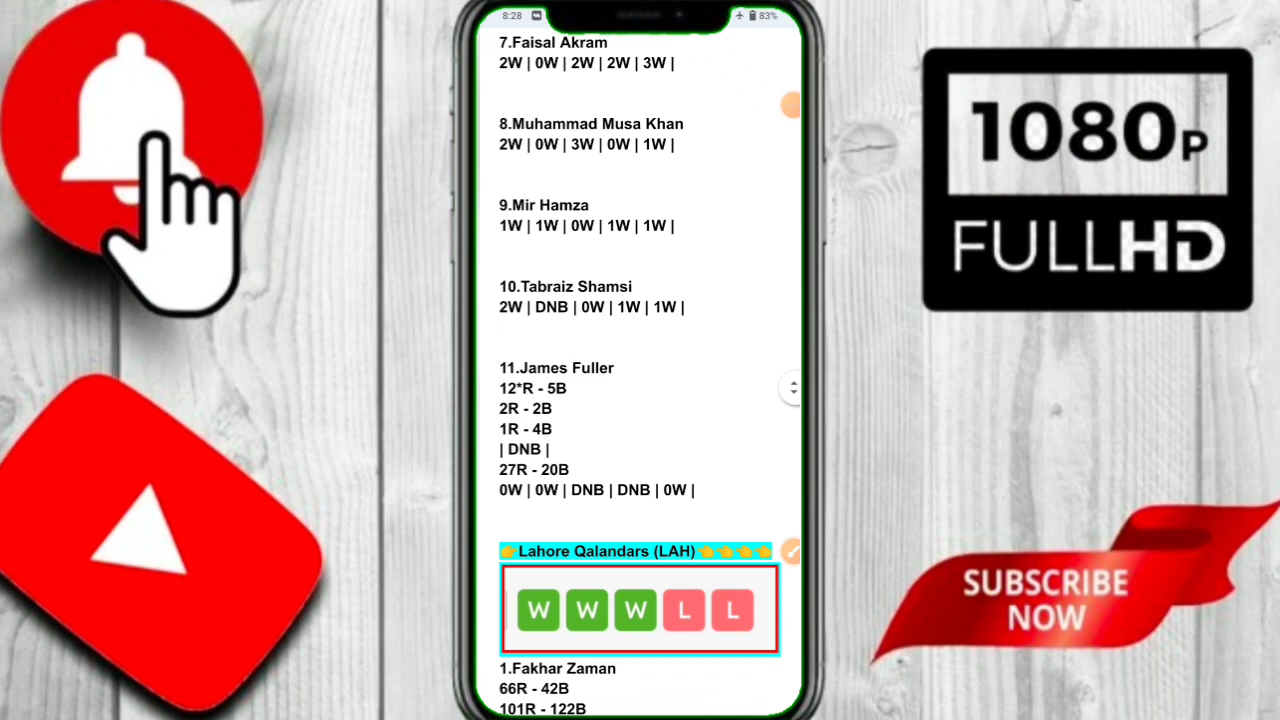 8:28
83%
7.Faisal Akram
2W | 0W | 2W | 2W | 3W |
8.Muhammad Musa Khan
2W | 0W | 3W | 0W | 1W |
9.Mir Hamza
1W | 1W | 0W | 1W | 1W |
10.Tabraiz Shamsi
2W | DNB | 0W | 1W | 1W |
11.James Fuller
12*R - 5B
2R - 2B
1R - 4B
| DNB |
27R - 20B
0W | 0W | DNB | DNB | 0W |
👉Lahore Qalandars (LAH)👈👈👈👈
W W W L L
1.Fakhar Zaman
66R - 42B
101R - 122B
1080P
FULLHD
SUBSCRIBE
NOW